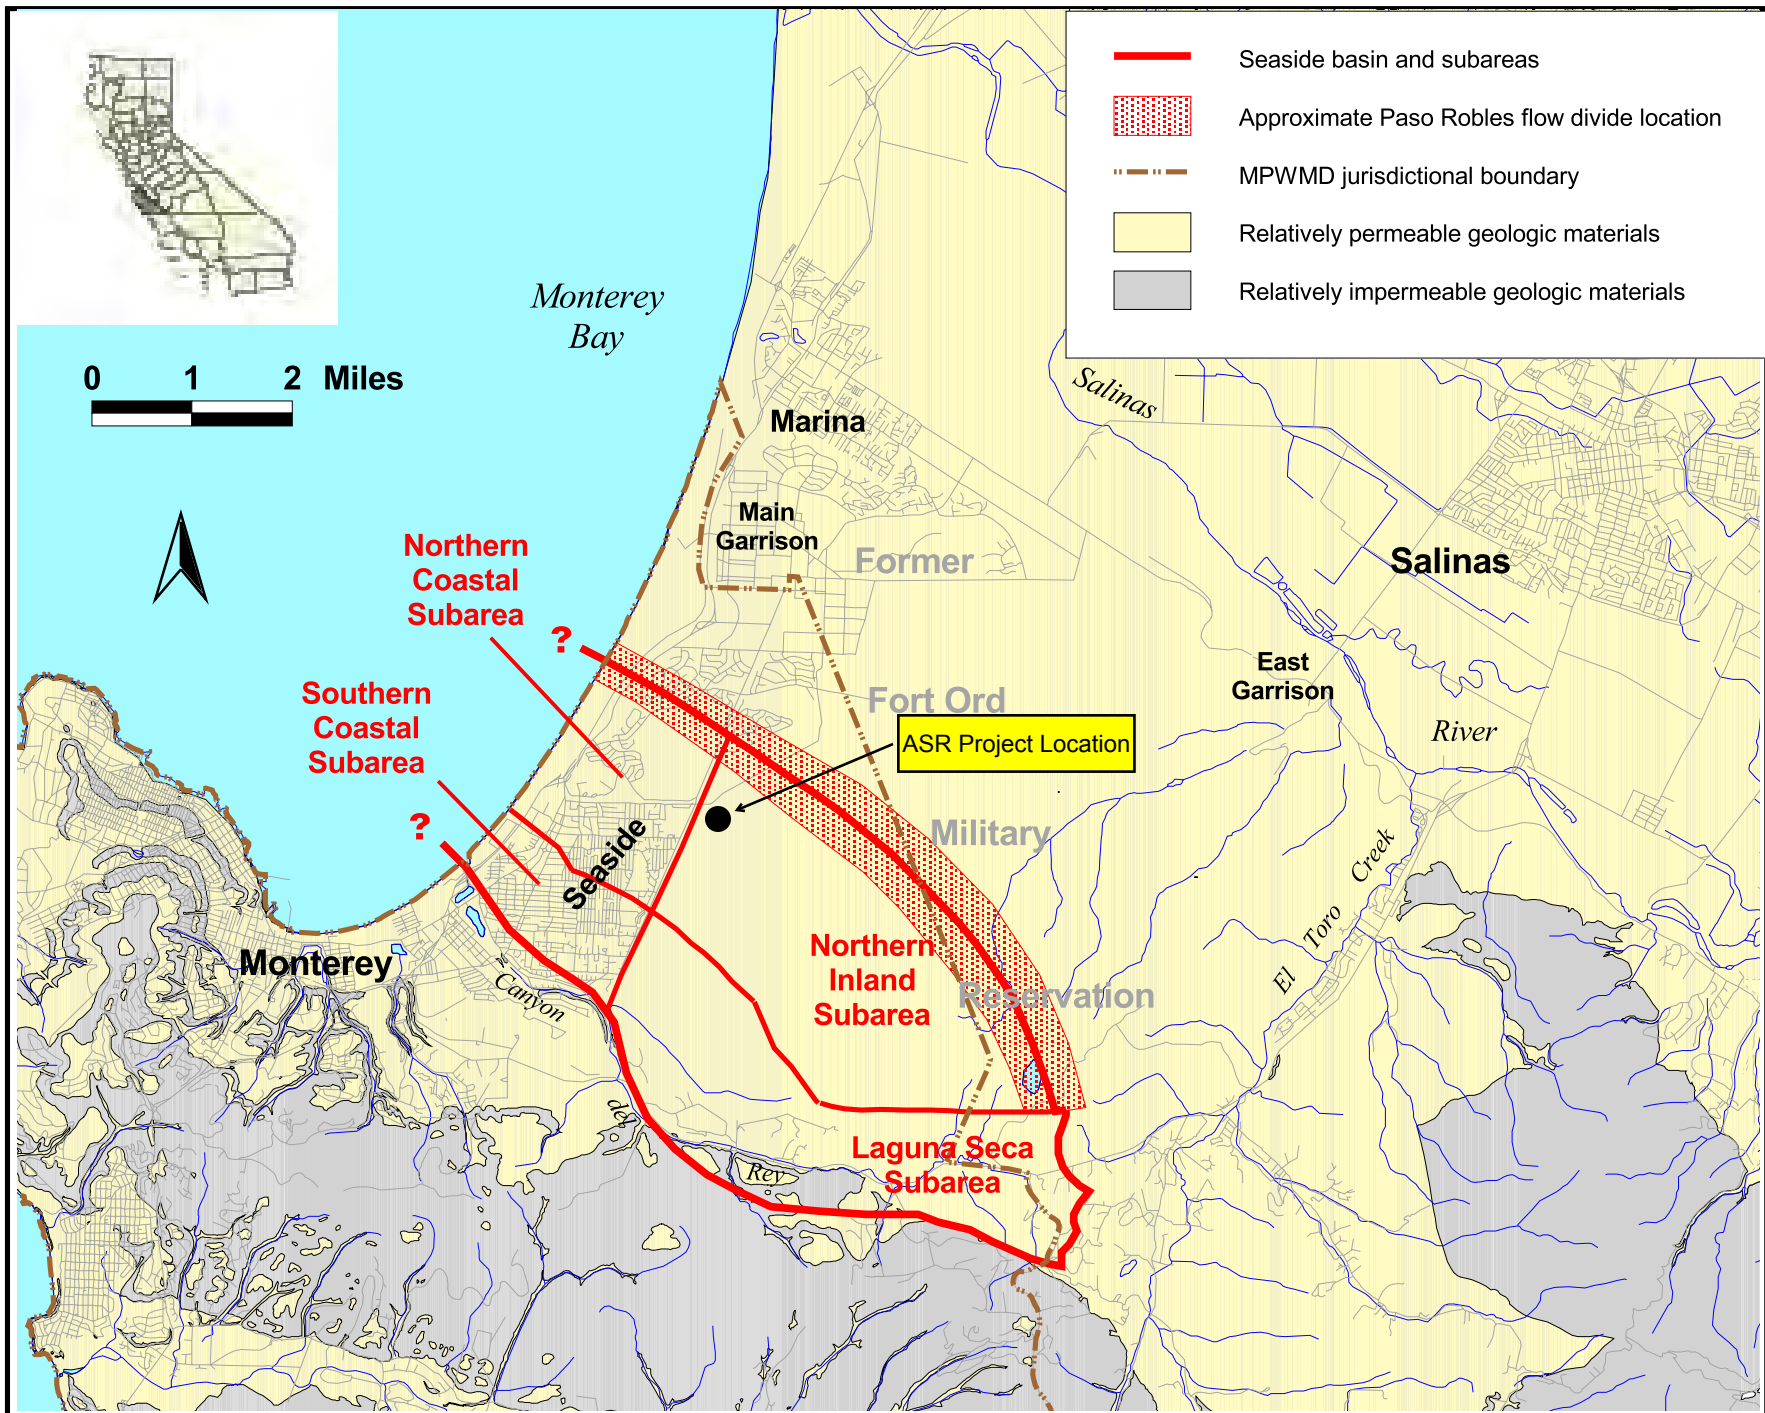 Seaside basin and subareas
Approximate Paso Robles flow divide location
MPWMD jurisdictional boundary
Relatively permeable geologic materials
Relatively impermeable geologic materials
Monterey
Bay
0 1 2 Miles
Salinas
Marina
Main
Garrison
Northern
Coastal
Subarea
Former
Salinas
?
East
Garrison
Southern
Coastal
Subarea
Fort Ord
River
ASR Project Location
?
Military
Seaside
Creek
Toro
El
Monterey
Northern
Inland
Subarea
Canyon
Reservation
del
Rey
Laguna Seca
Subarea